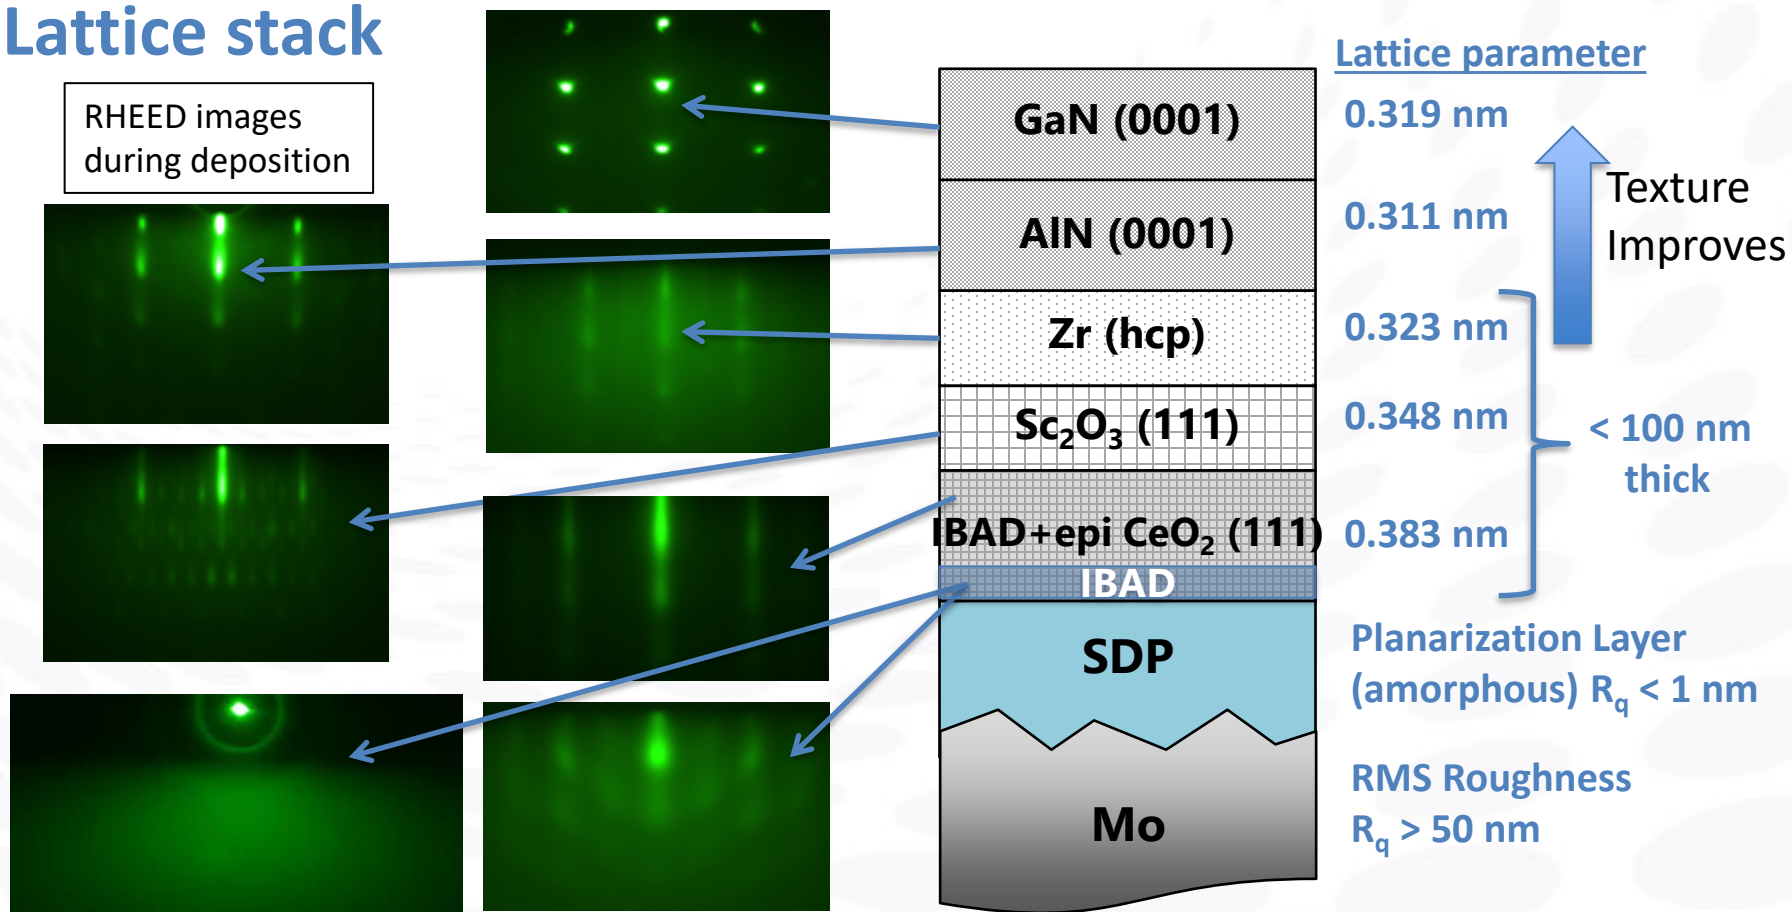 Lattice stack
RHEED images
during deposition
GaN (0001)
AlN (0001)
Zr (hcp)
Sc₂O₃ (111)
IBAD+epi CeO₂ (111)
IBAD
SDP
Mo
Lattice parameter
0.319 nm
0.311 nm
0.323 nm
0.348 nm
0.383 nm
Texture
Improves
< 100 nm
thick
Planarization Layer
(amorphous) Rq < 1 nm
RMS Roughness
Rq > 50 nm